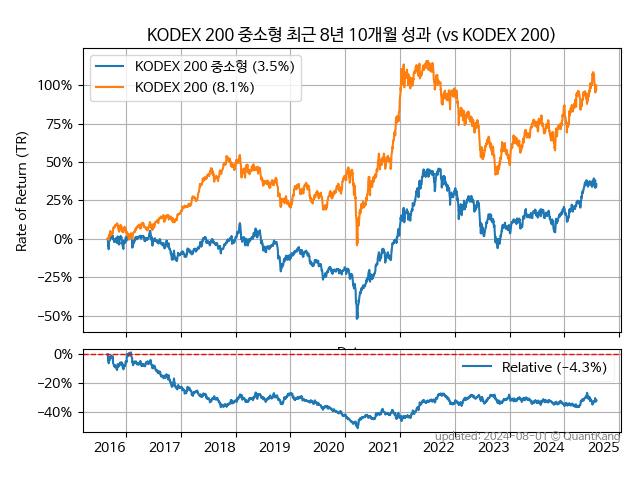 KODEX 200 중소형 최근 8년 10개월 성과 (vs KODEX 200)
KODEX 200 중소형 (3.5%)
KODEX 200 (8.1%)
Rate of Return (TR)
100%
75%
50%
25%
0%
−25%
−50%
0%
−20%
−40%
Relative (−4.3%)
2016 2017 2018 2019 2020 2021 2022 2023 2024 2025
updated: 2024-08-01 © QuantKang